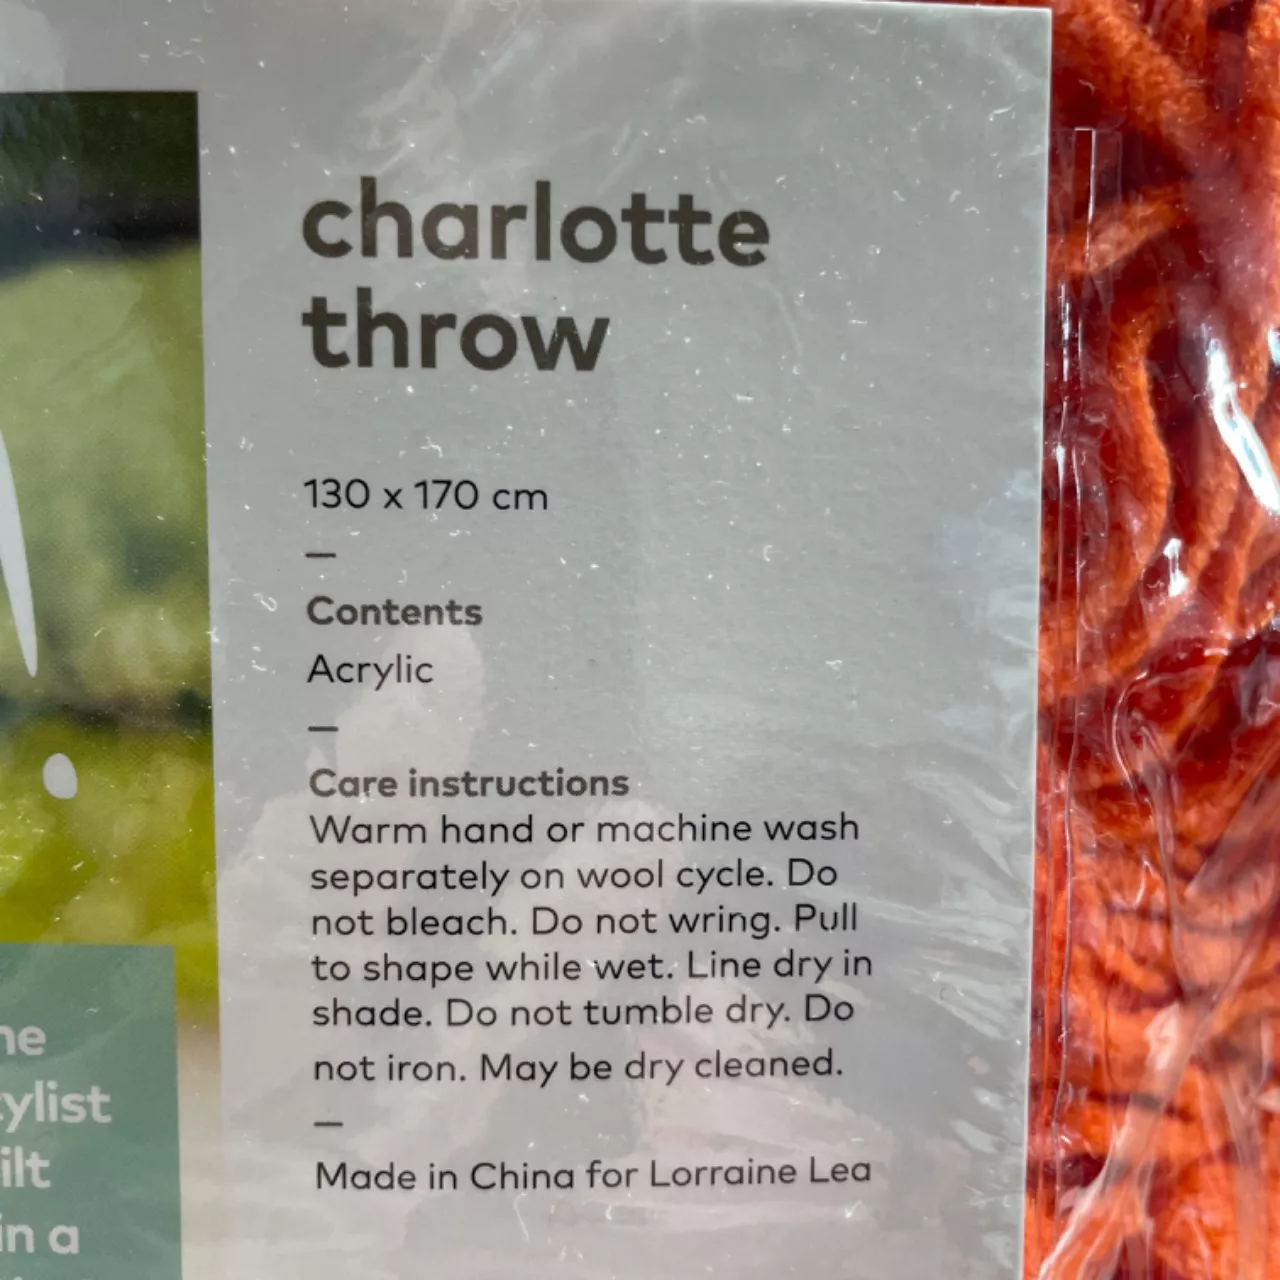 charlotte
throw
130 x 170 cm
—
Contents
Acrylic
—
Care instructions
Warm hand or machine wash
separately on wool cycle. Do
not bleach. Do not wring. Pull
to shape while wet. Line dry in
shade. Do not tumble dry. Do
not iron. May be dry cleaned.
—
Made in China for Lorraine Lea
in a